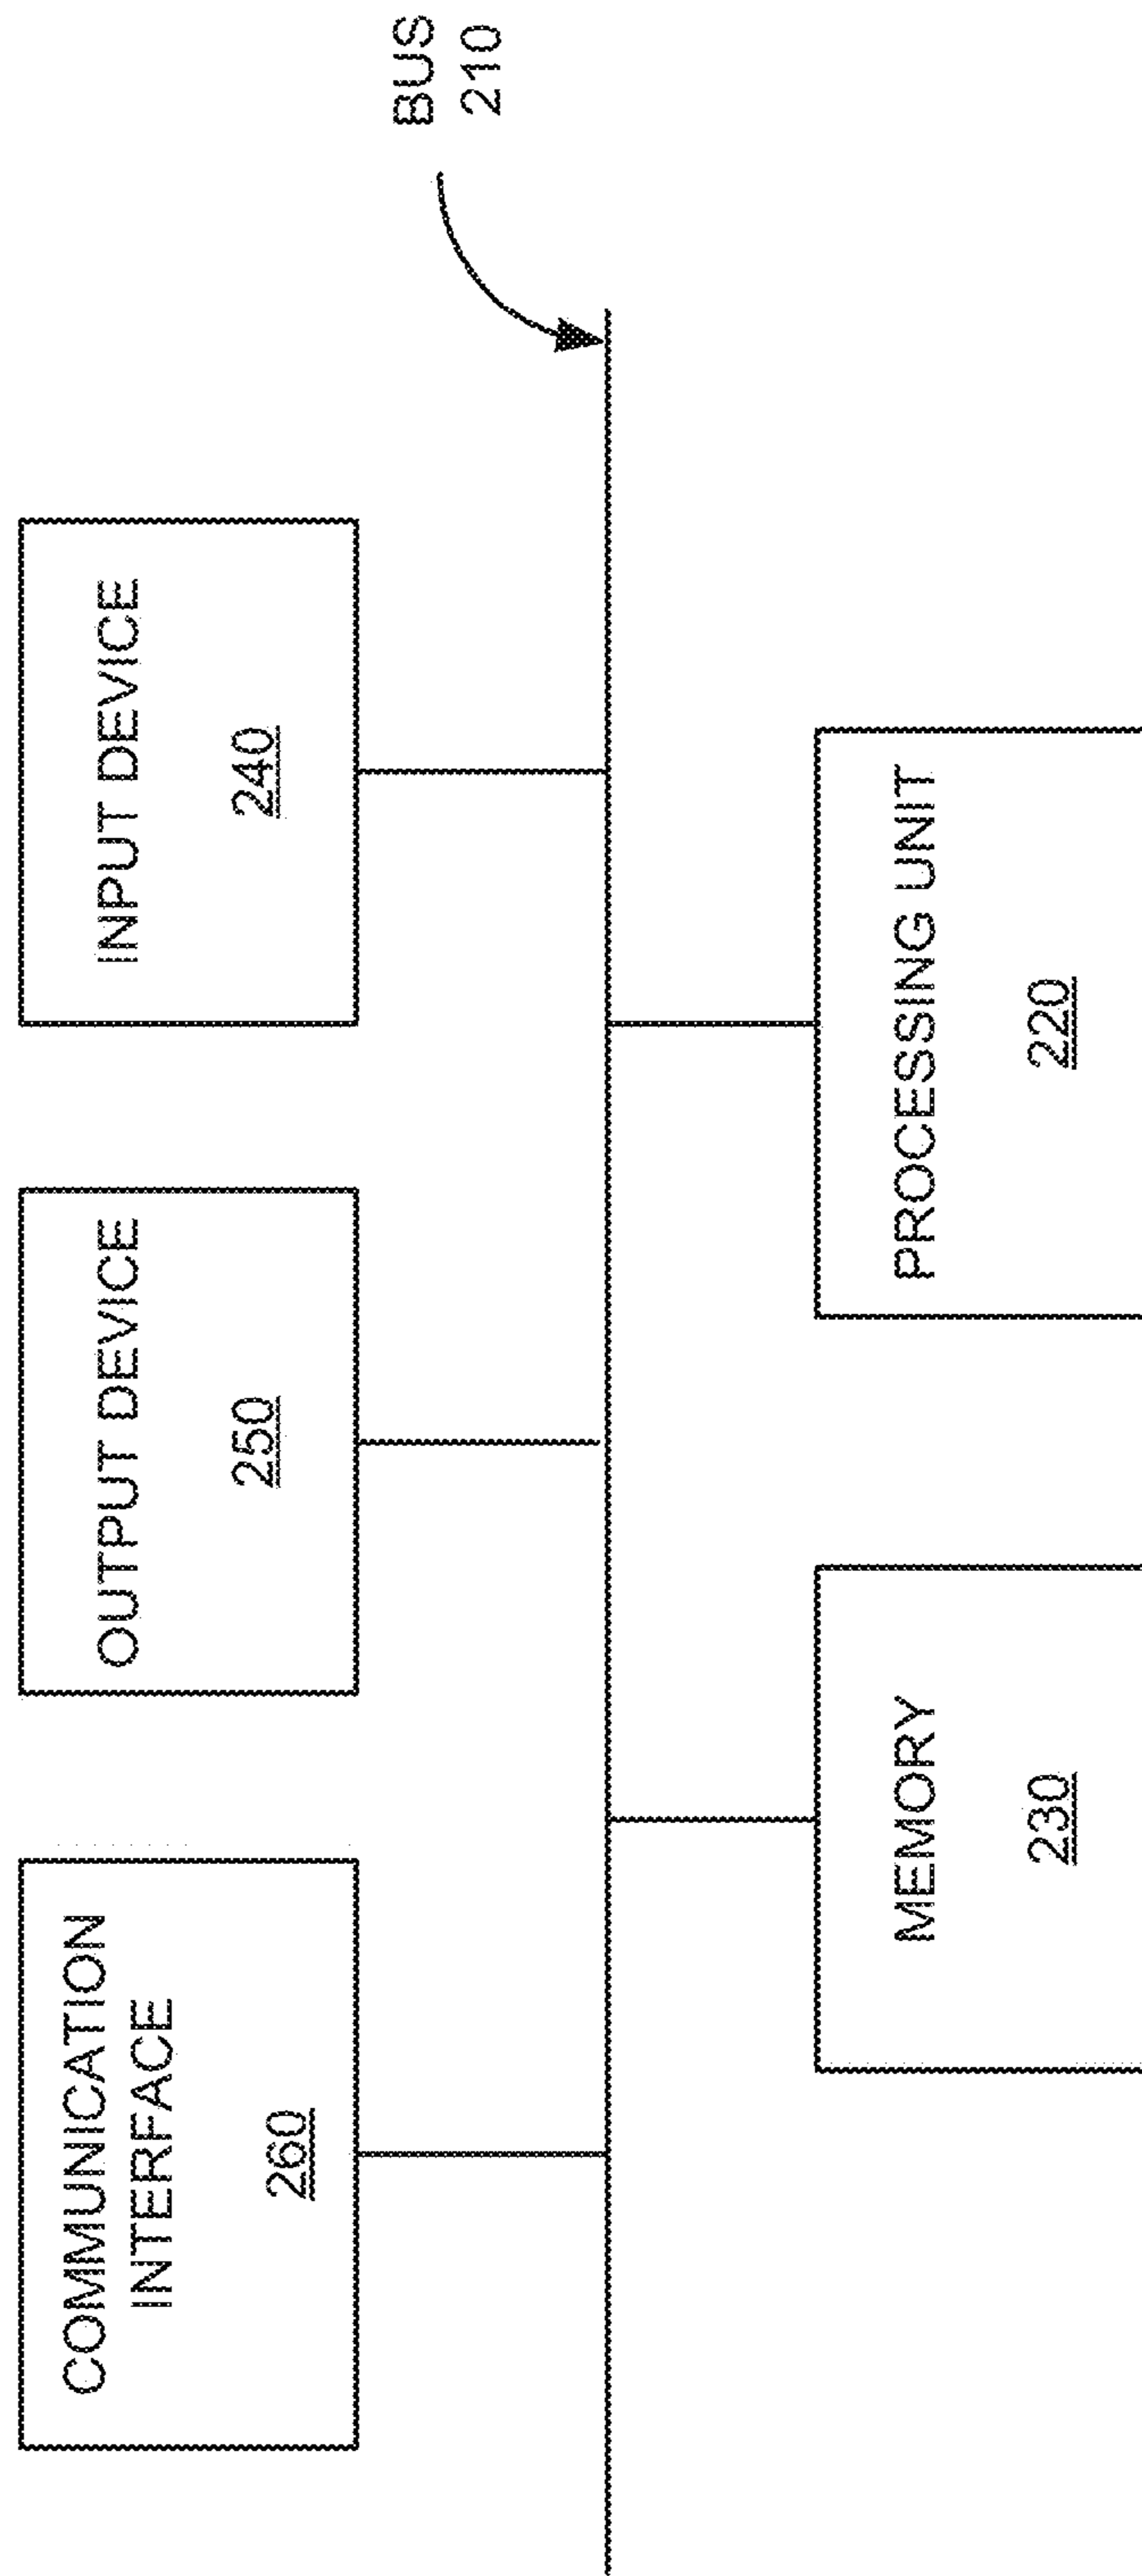 COMMUNICATION
INTERFACE
260
OUTPUT DEVICE
250
INPUT DEVICE
240
BUS
210
MEMORY
230
PROCESSING UNIT
220